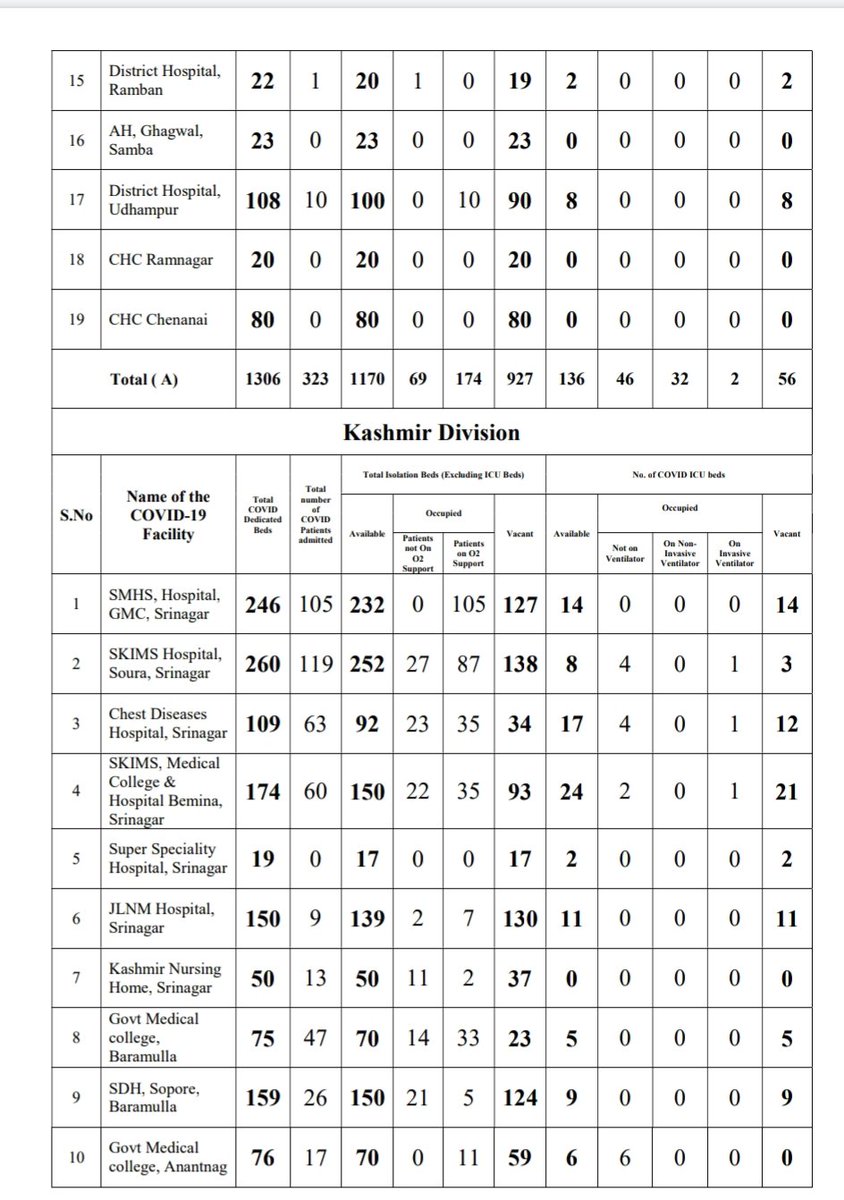 15 District Hospital, Ramban 22 1 20 1 0 19 2 0 0 0 2
16 AH, Ghagwal, Samba 23 0 23 0 0 23 0 0 0 0 0
17 District Hospital, Udhampur 108 10 100 0 10 90 8 0 0 0 8
18 CHC Ramnagar 20 0 20 0 0 20 0 0 0 0 0
19 CHC Chenanai 80 0 80 0 0 80 0 0 0 0 0
Total ( A) 1306 323 1170 69 174 927 136 46 32 2 56
Kashmir Division
S.No
Name of the COVID-19 Facility
Total COVID Dedicated Beds
Total number of COVID Patients admitted
Total Isolation Beds (Excluding ICU Beds)
Available
Occupied
Patients not On O2 Support
Patients on O2 Support
Vacant
No. of COVID ICU beds
Available
Occupied
Not on Ventilator
On Non-Invasive Ventilator
On Invasive Ventilator
Vacant
1 SMHS, Hospital, GMC, Srinagar 246 105 232 0 105 127 14 0 0 0 14
2 SKIMS Hospital, Soura, Srinagar 260 119 252 27 87 138 8 4 0 1 3
3 Chest Diseases Hospital, Srinagar 109 63 92 23 35 34 17 4 0 1 12
4 SKIMS, Medical College & Hospital Bemina, Srinagar 174 60 150 22 35 93 24 2 0 1 21
5 Super Speciality Hospital, Srinagar 19 0 17 0 0 17 2 0 0 0 2
6 JLNM Hospital, Srinagar 150 9 139 2 7 130 11 0 0 0 11
7 Kashmir Nursing Home, Srinagar 50 13 50 11 2 37 0 0 0 0 0
8 Govt Medical college, Baramulla 75 47 70 14 33 23 5 0 0 0 5
9 SDH, Sopore, Baramulla 159 26 150 21 5 124 9 0 0 0 9
10 Govt Medical college, Anantnag 76 17 70 0 11 59 6 6 0 0 0